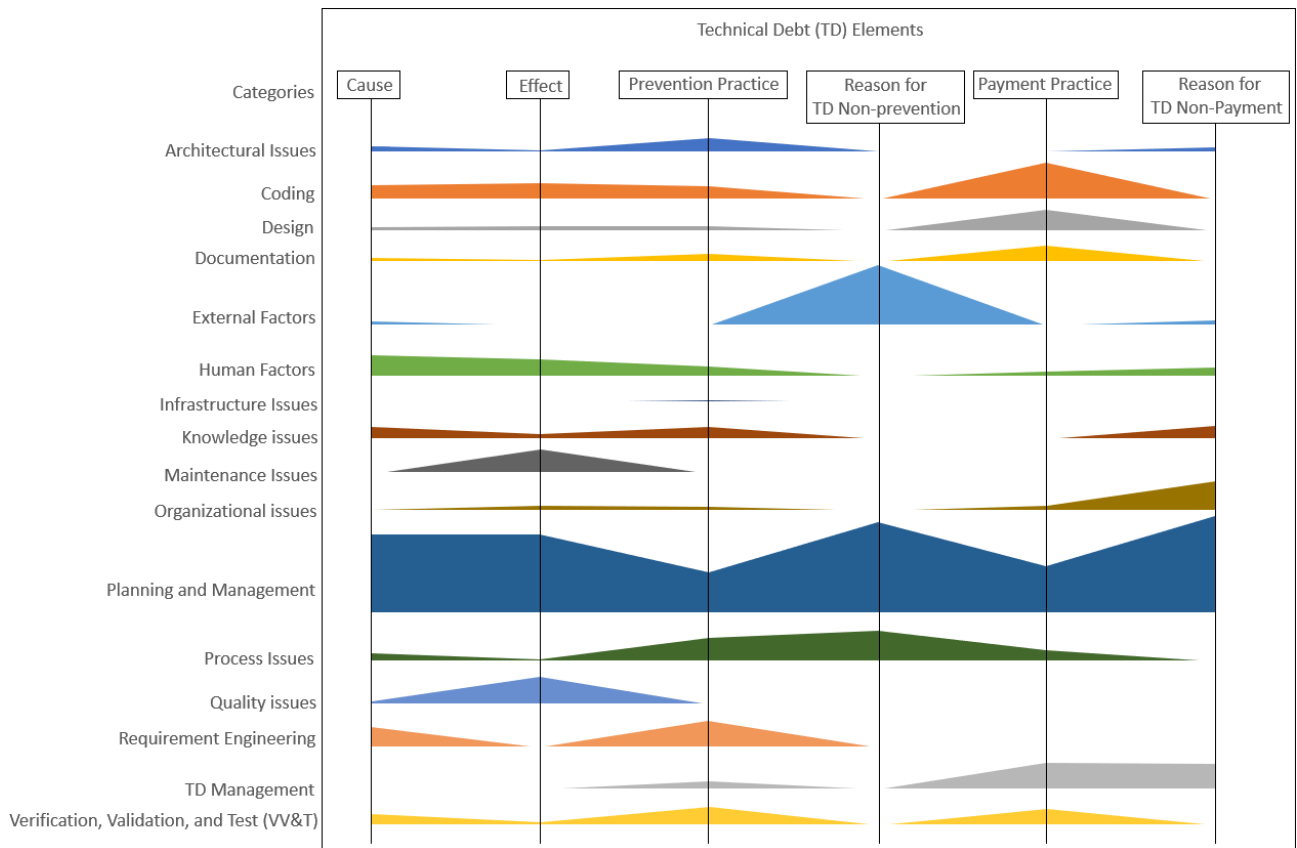 Technical Debt (TD) Elements
Categories
Cause
Effect
Prevention Practice
Reason for
TD Non-prevention
Payment Practice
Reason for
TD Non-Payment
Architectural Issues
Coding
Design
Documentation
External Factors
Human Factors
Infrastructure Issues
Knowledge issues
Maintenance Issues
Organizational issues
Planning and Management
Process Issues
Quality issues
Requirement Engineering
TD Management
Verification, Validation, and Test (VV&T)